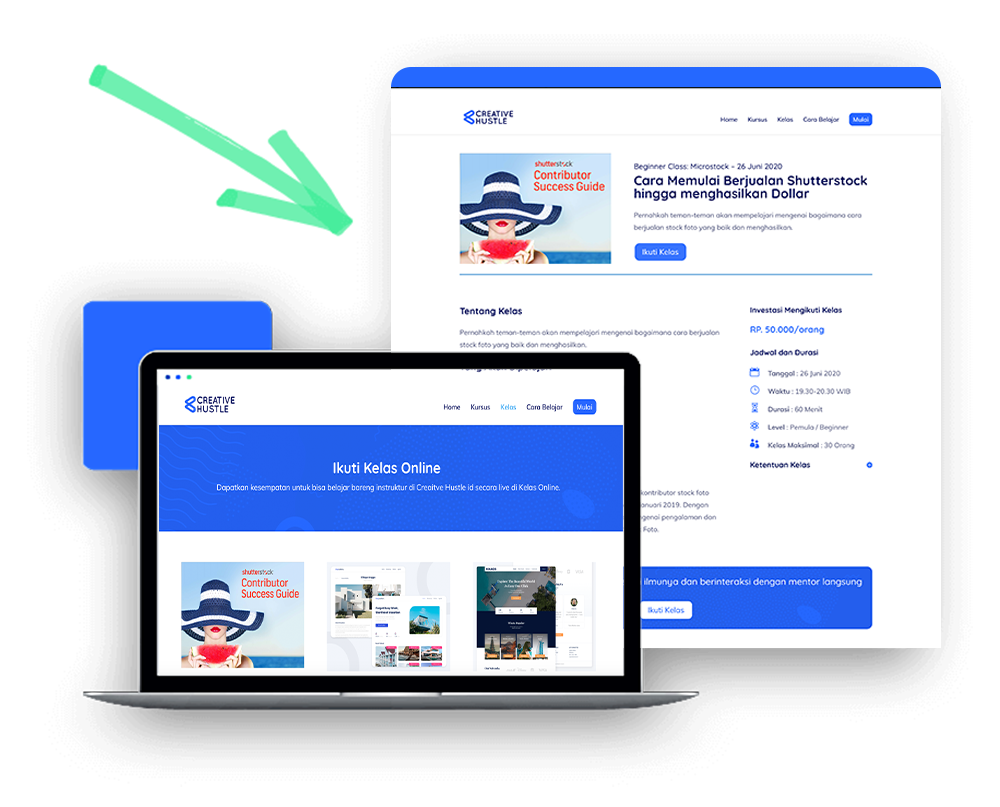 CREATIVE
HUSTLE
Home Kursus Kelas Cara Belajar Mulai
shutterstock
Contributor
Success Guide
Beginner Class: Microstock – 26 Juni 2020
Cara Memulai Berjualan Shutterstock
hingga menghasilkan Dollar
Pernahkah teman-teman akan mempelajari mengenai bagaimana cara
berjualan stock foto yang baik dan menghasilkan.
Ikuti Kelas
Tentang Kelas
Pernahkah teman-teman akan mempelajari mengenai bagaimana cara berjualan
stock foto yang baik dan menghasilkan.
Investasi Mengikuti Kelas
RP. 50.000/orang
Jadwal dan Durasi
Tanggal : 26 Juni 2020
Waktu : 19.30-20.30 WIB
Durasi : 60 Menit
Level : Pemula / Beginner
Kelas Maksimal : 30 Orang
Ketentuan Kelas
kontributor stock foto
anuari 2019. Dengan
ngenai pengalaman dan
Foto.
ilmunya dan berinteraksi dengan mentor langsung
Ikuti Kelas
CREATIVE
HUSTLE
Home Kursus Kelas Cara Belajar Mulai
Ikuti Kelas Online
Dapatkan kesempatan untuk bisa belajar bareng instruktur di Creaitve Hustle id secara live di Kelas Online.
shutterstock
Contributor
Success Guide